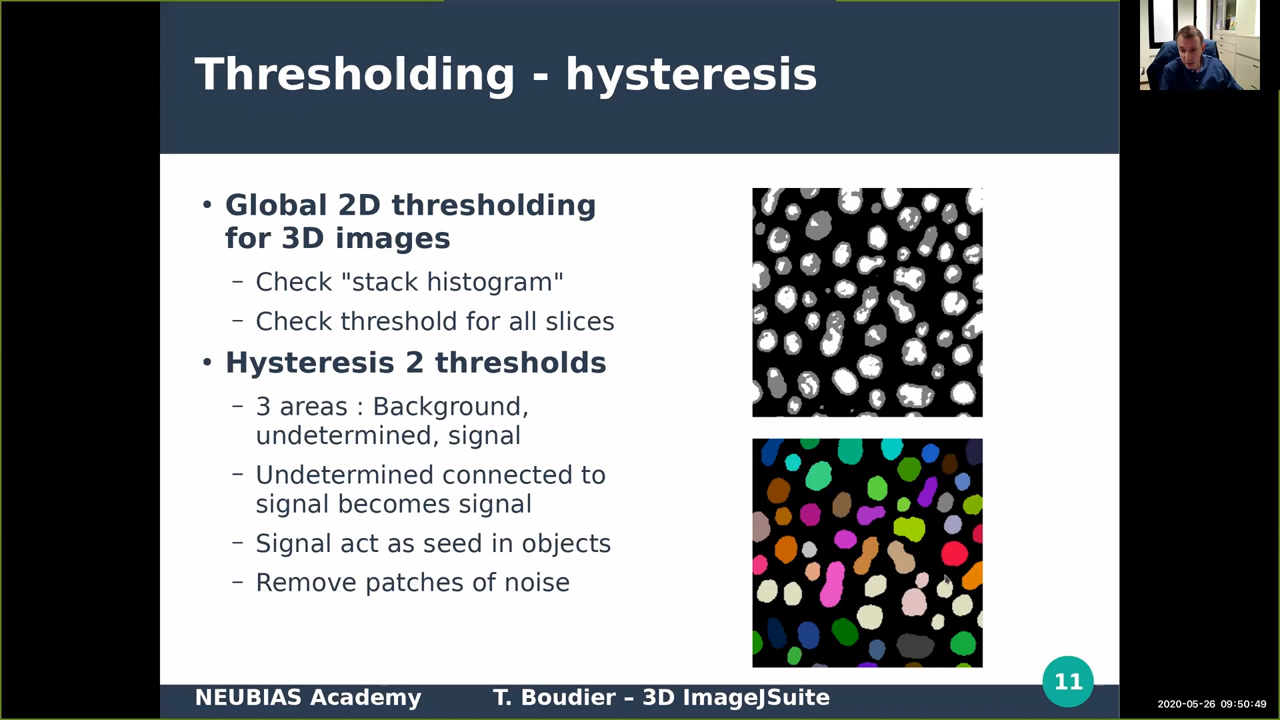 Thresholding - hysteresis
• Global 2D thresholding
for 3D images
– Check "stack histogram"
– Check threshold for all slices
• Hysteresis 2 thresholds
– 3 areas : Background,
undetermined, signal
– Undetermined connected to
signal becomes signal
– Signal act as seed in objects
– Remove patches of noise
NEUBIAS Academy
T. Boudier – 3D ImageJSuite
11
2020-05-26 09:50:49